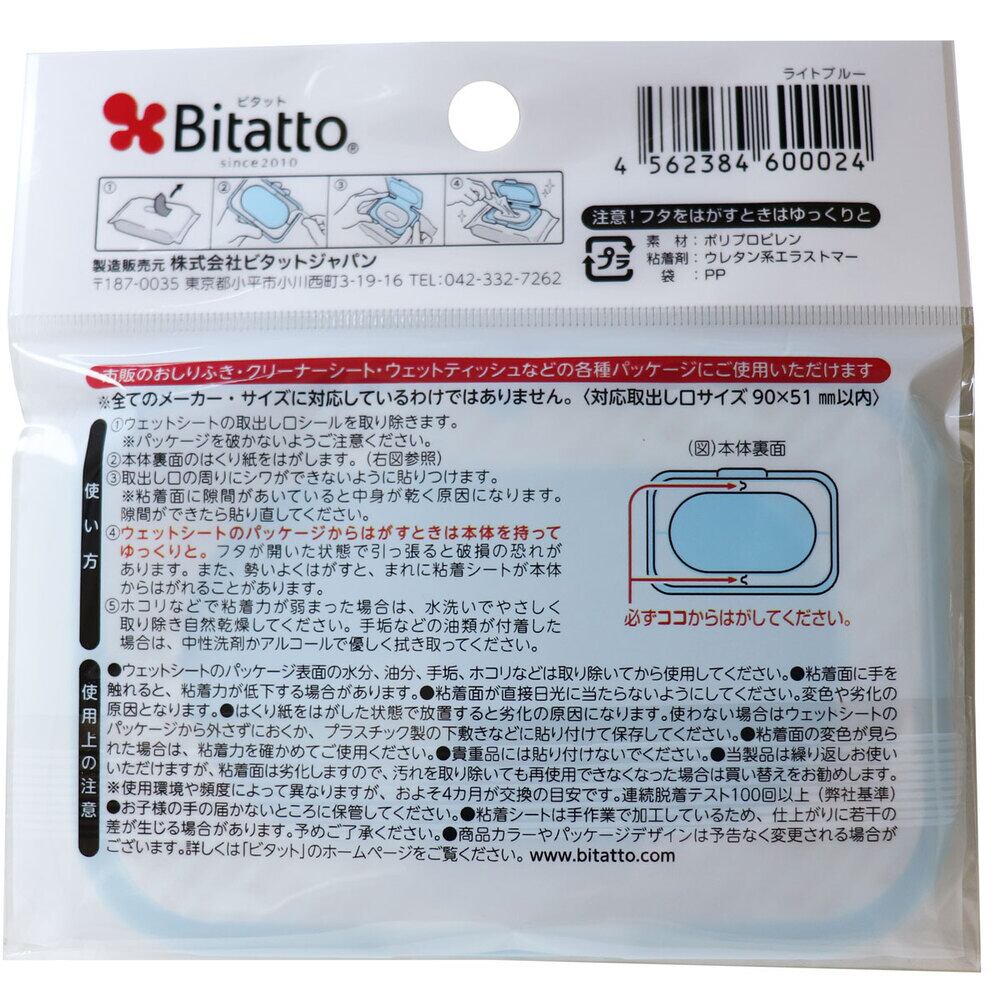 ビタット
Bitatto®
since2010
ライトブルー
4 562384 600024
① ② ③ ④
注意！フタをはがすときはゆっくりと
プラ
素 材：ポリプロピレン
粘着剤：ウレタン系エラストマー
袋 ：PP
製造販売元 株式会社ビタットジャパン
〒187-0035 東京都小平市小川西町3-19-16 TEL:042-332-7262
市販のおしりふき・クリーナーシート・ウェットティッシュなどの各種パッケージにご使用いただけます
※全てのメーカー・サイズに対応しているわけではありません。〈対応取出し口サイズ 90×51 ㎜以内〉
使い方
①ウェットシートの取出し口シールを取り除きます。
※パッケージを破かないようご注意ください。
②本体裏面のはくり紙をはがします。（右図参照）
③取出し口の周りにシワができないように貼りつけます。
※粘着面に隙間があいていると中身が乾く原因になります。
隙間ができたら貼り直してください。
④ウェットシートのパッケージからはがすときは本体を持って
ゆっくりと。フタが開いた状態で引っ張ると破損の恐れが
あります。また、勢いよくはがすと、まれに粘着シートが本体
からはがれることがあります。
⑤ホコリなどで粘着力が弱まった場合は、水洗いでやさしく
取り除き自然乾燥してください。手垢などの油類が付着した
場合は、中性洗剤かアルコールで優しく拭き取ってください。
（図）本体裏面
必ずココからはがしてください。
使用上の注意
●ウェットシートのパッケージ表面の水分、油分、手垢、ホコリなどは取り除いてから使用してください。●粘着面に手を
触れると、粘着力が低下する場合があります。●粘着面が直接日光に当たらないようにしてください。変色や劣化の
原因となります。●はくり紙をはがした状態で放置すると劣化の原因になります。使わない場合はウェットシートの
パッケージから外さずにおくか、プラスチック製の下敷きなどに貼り付けて保存してください。●粘着面の変色が見ら
れた場合は、粘着力を確かめてご使用ください。●貴重品には貼り付けないでください。●当製品は繰り返しお使い
いただけますが、粘着面は劣化しますので、汚れを取り除いても再使用できなくなった場合は買い替えをお勧めします。
※使用環境や頻度によって異なりますが、およそ4カ月が交換の目安です。連続脱着テスト100回以上（弊社基準）
●お子様の手の届かないところに保管してください。●粘着シートは手作業で加工しているため、仕上がりに若干の
差が生じる場合があります。予めご了承ください。●商品カラーやパッケージデザインは予告なく変更される場合が
ございます。詳しくは「ビタット」のホームページをご覧ください。 www.bitatto.com